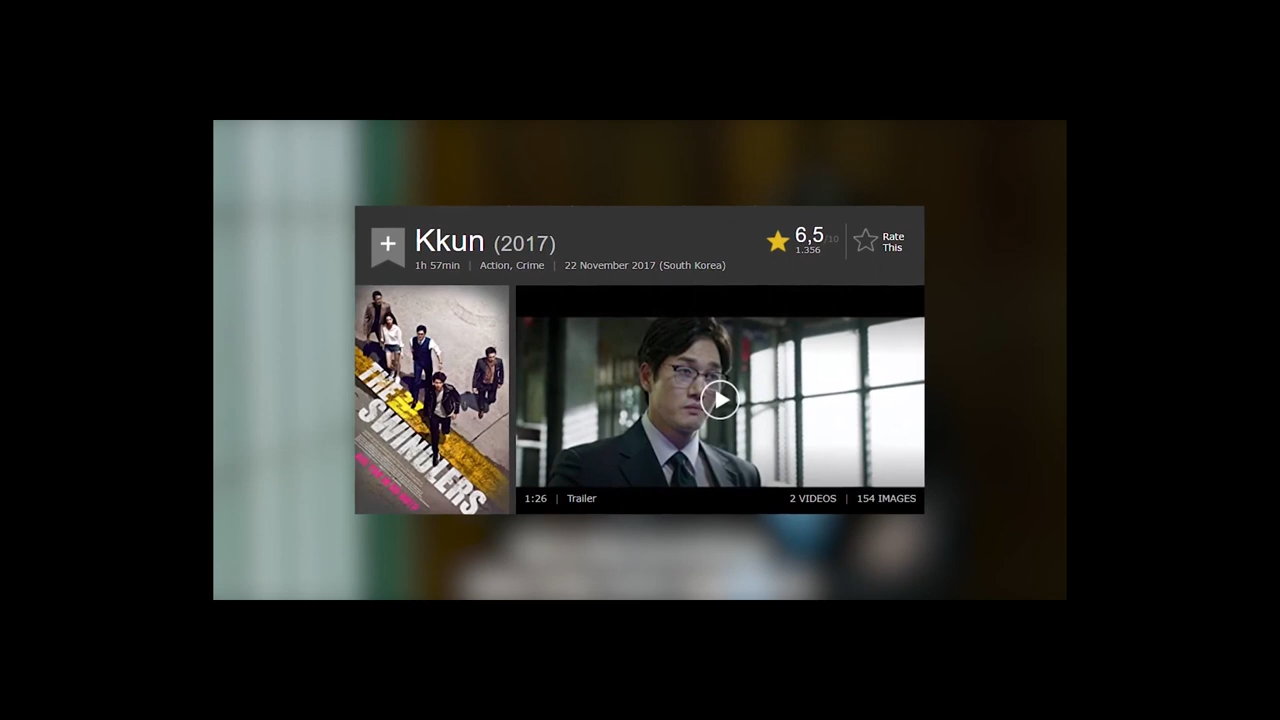 Kkun (2017)
1h 57min | Action, Crime | 22 November 2017 (South Korea)
6,5/10
1.356
Rate
This
THE
SWINDLERS
1:26 | Trailer
2 VIDEOS | 154 IMAGES